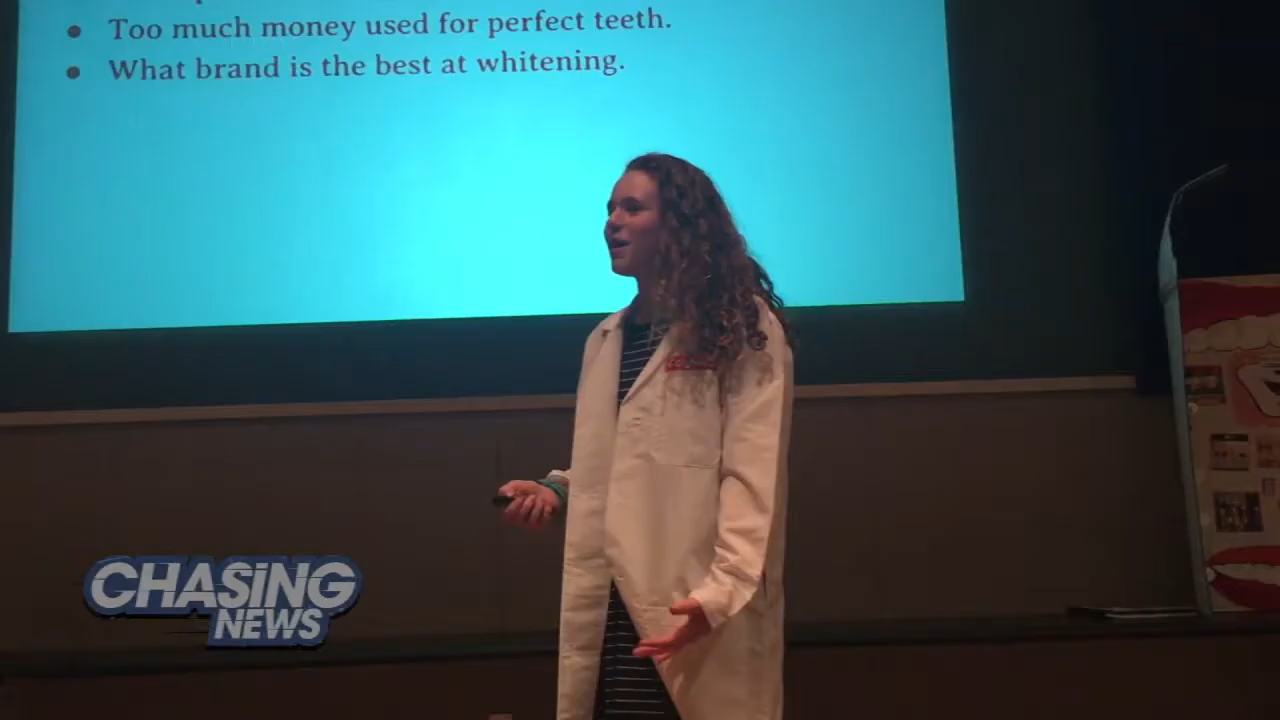 Too much money used for perfect teeth.
What brand is the best at whitening.
CHASiNG
NEWS